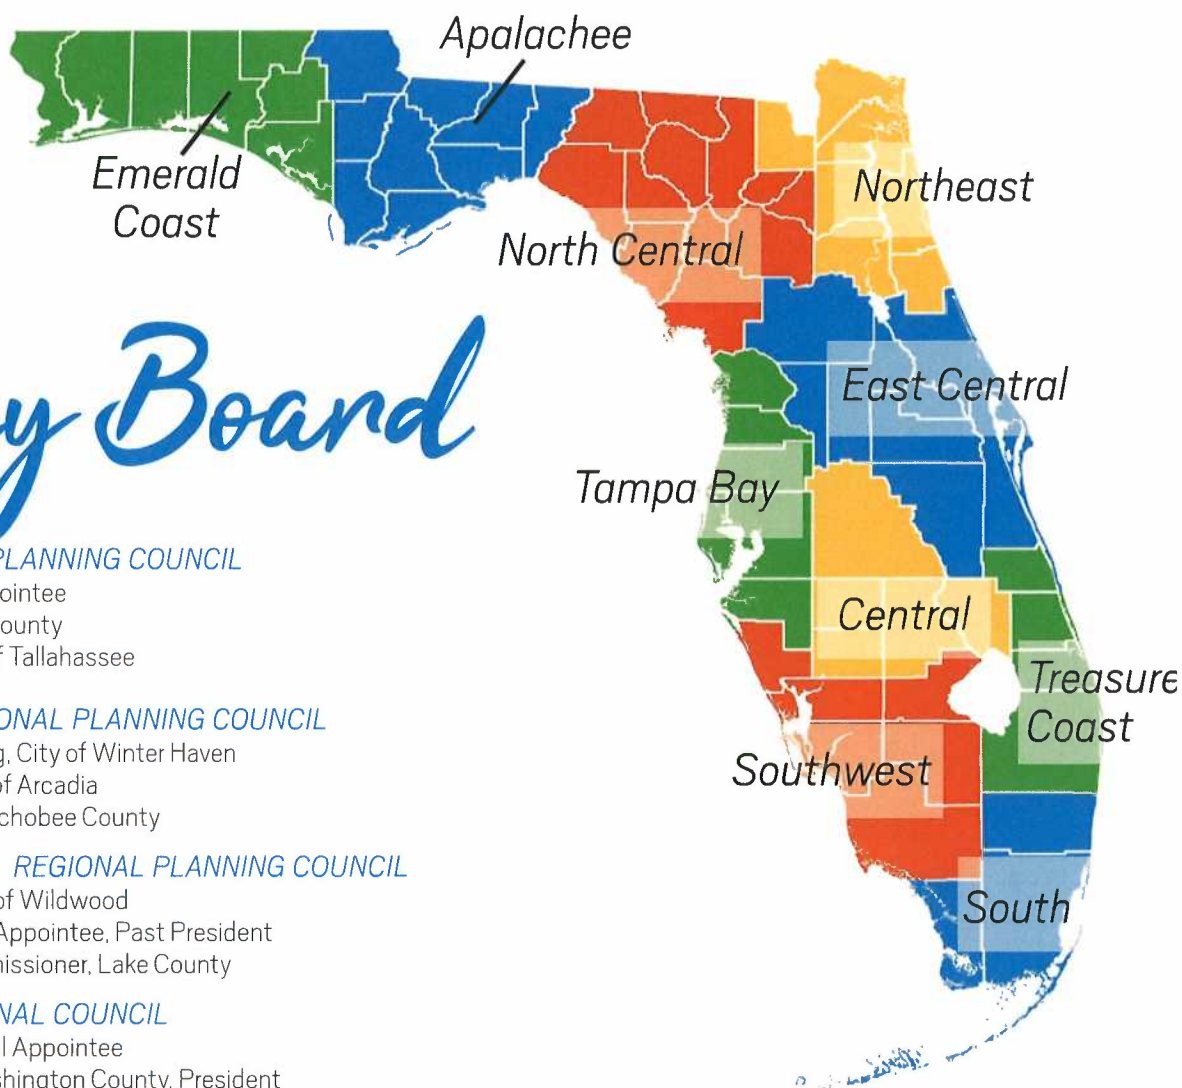 Apalachee
Emerald
Coast
Northeast
North Central
y Board
East Central
Tampa Bay
Central
Treasure
Coast
Southwest
South
PLANNING COUNCIL
ointee
ounty
f Tallahassee
ONAL PLANNING COUNCIL
g, City of Winter Haven
of Arcadia
chobee County
REGIONAL PLANNING COUNCIL
of Wildwood
Appointee, Past President
missioner, Lake County
NAL COUNCIL
l Appointee
shington County, President